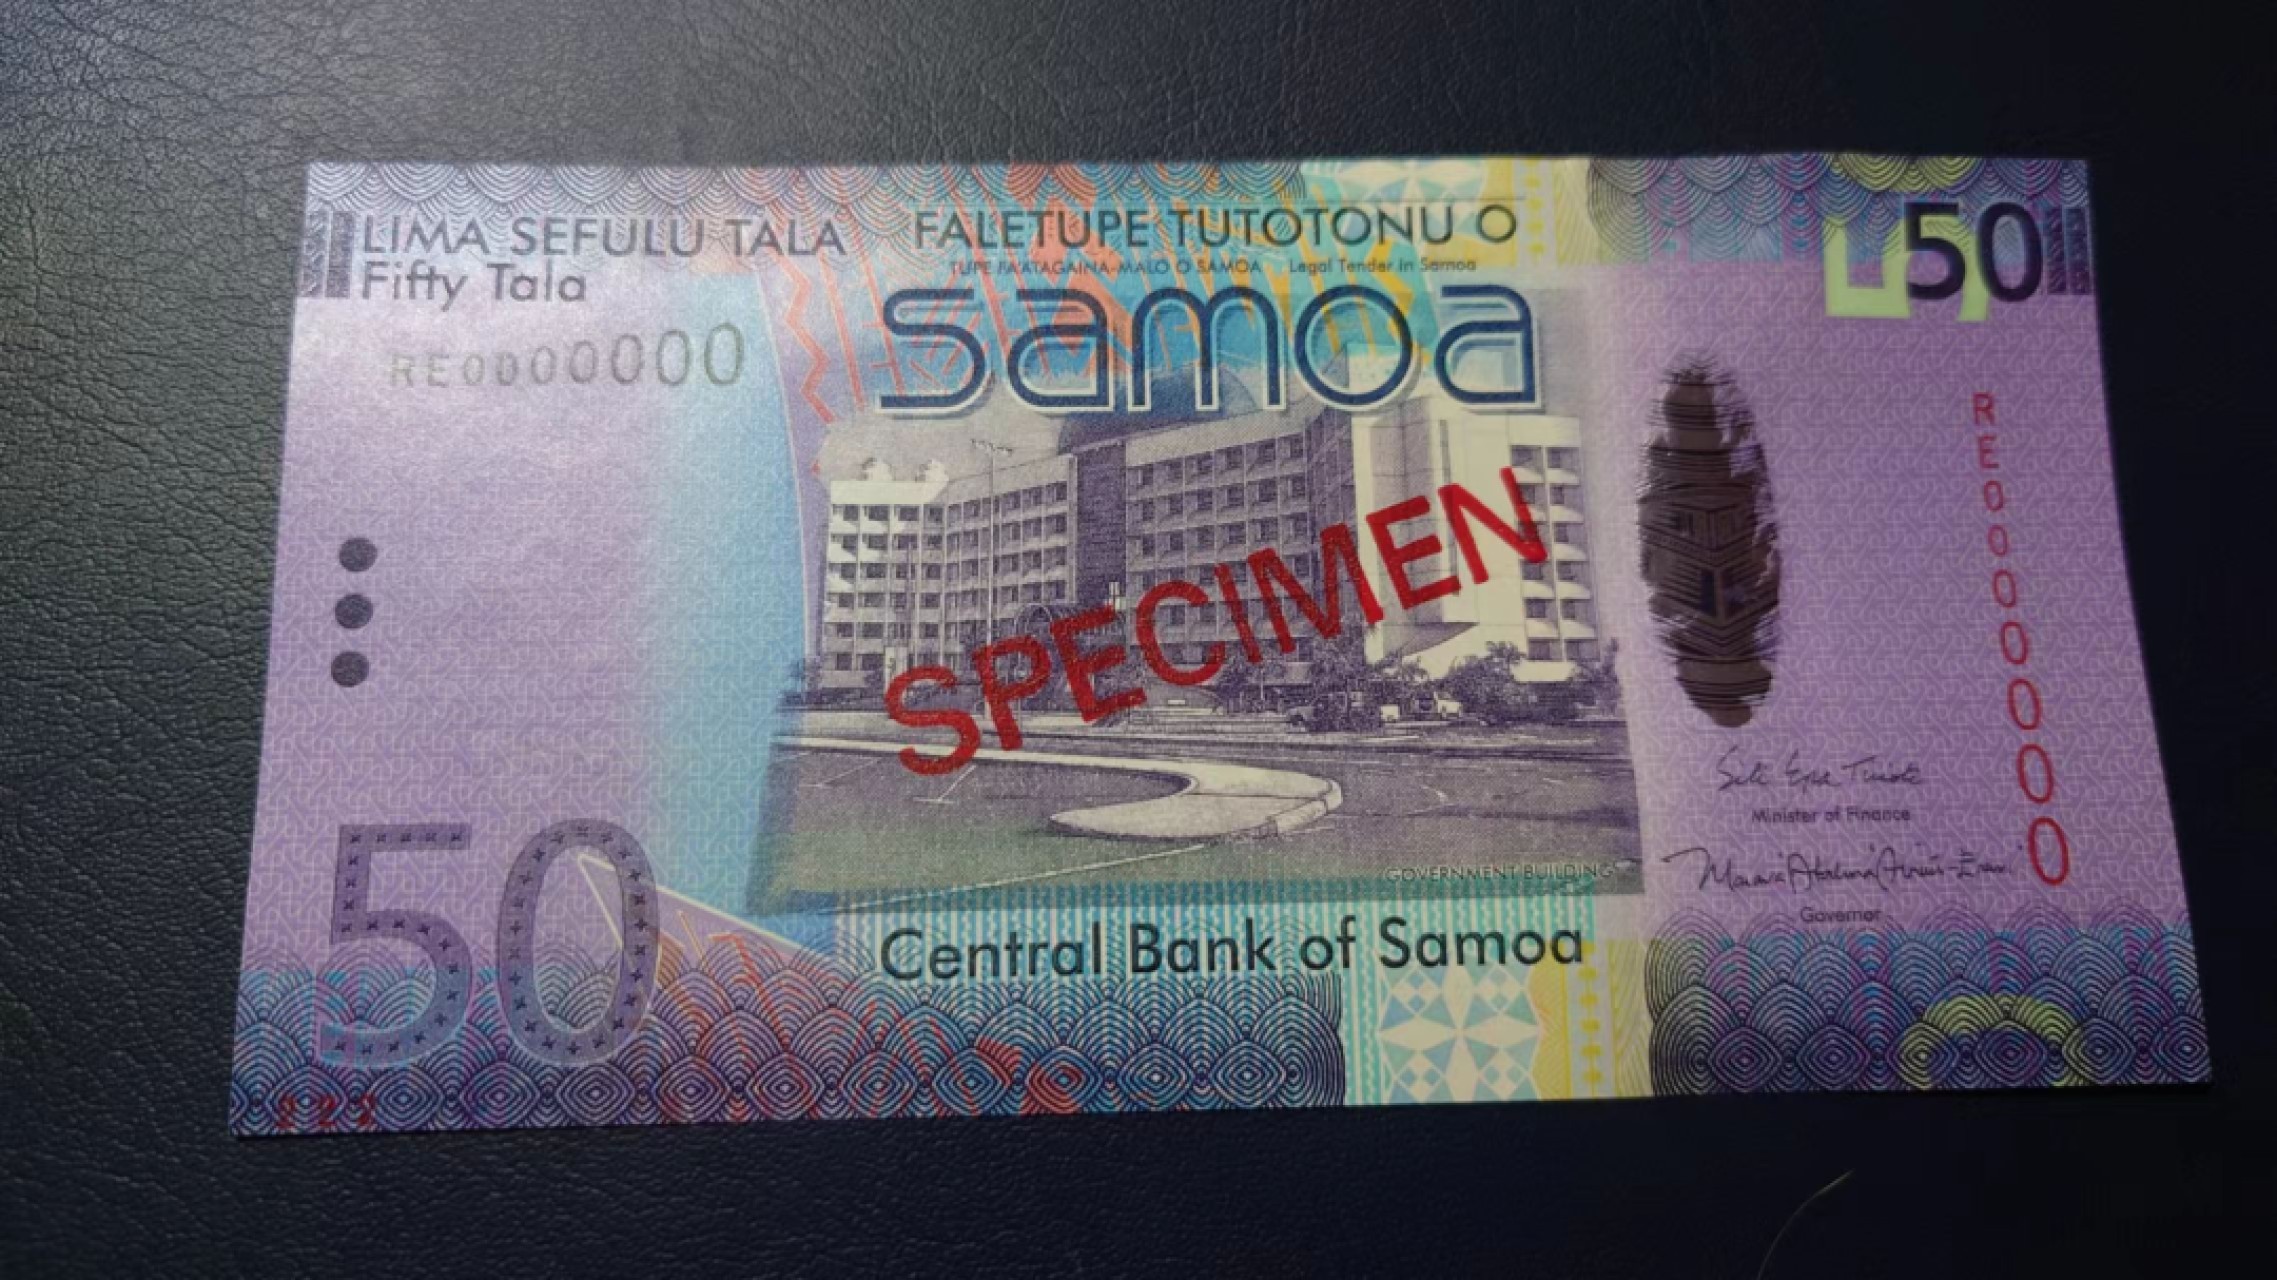 LIMA SEFULU TALA
Fifty Tala
RE0000000
FALETUPE TUTOTONU O
TUPE FA'ATAGAINA-MALO O SAMOA Legal Tender in Samoa
samoa
50
RE0000000
SPECIMEN
Minister of Finance
GOVERNMENT BUILDING
Governor
50
Central Bank of Samoa